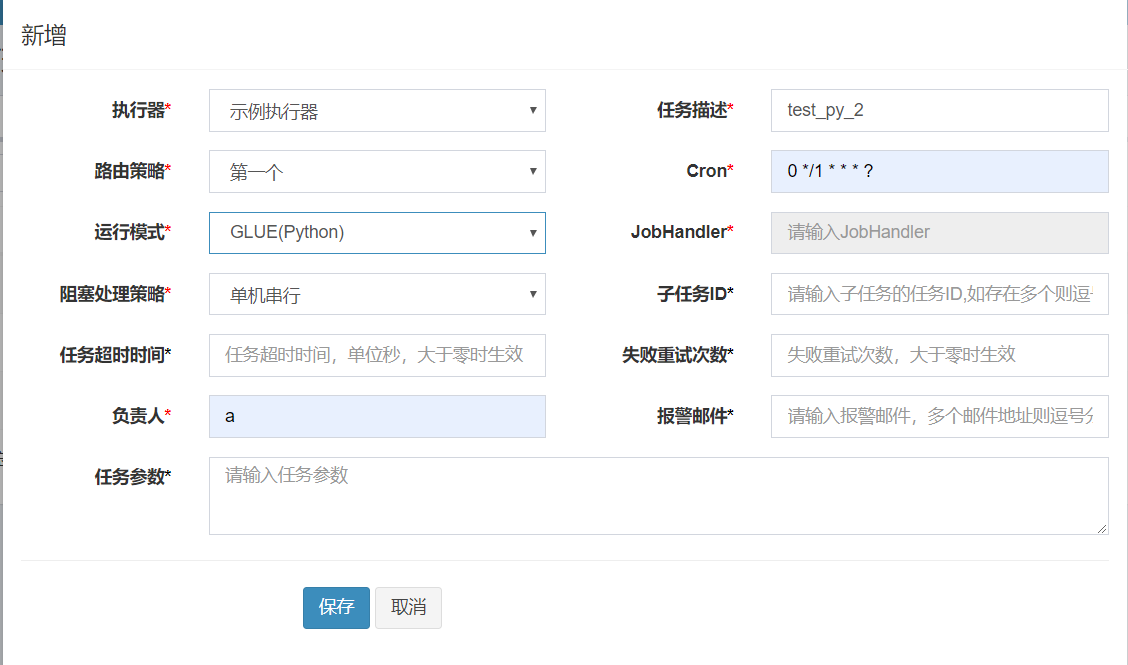 新增
执行器* 示例执行器 任务描述* test_py_2
路由策略* 第一个 Cron* 0 */1 * * * ?
运行模式* GLUE(Python) JobHandler* 请输入JobHandler
阻塞处理策略* 单机串行 子任务ID* 请输入子任务的任务ID,如存在多个则逗
任务超时时间* 任务超时时间，单位秒，大于零时生效 失败重试次数* 失败重试次数，大于零时生效
负责人* a 报警邮件* 请输入报警邮件，多个邮件地址则逗号分
任务参数* 请输入任务参数
保存 取消